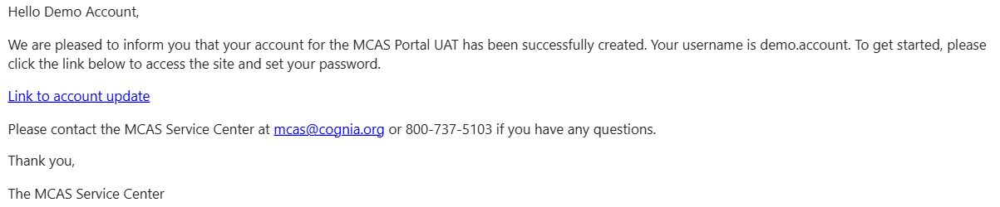 Hello Demo Account,
We are pleased to inform you that your account for the MCAS Portal UAT has been successfully created. Your username is demo.account. To get started, please
click the link below to access the site and set your password.
Link to account update
Please contact the MCAS Service Center at mcas@cognia.org or 800-737-5103 if you have any questions.
Thank you,
The MCAS Service Center